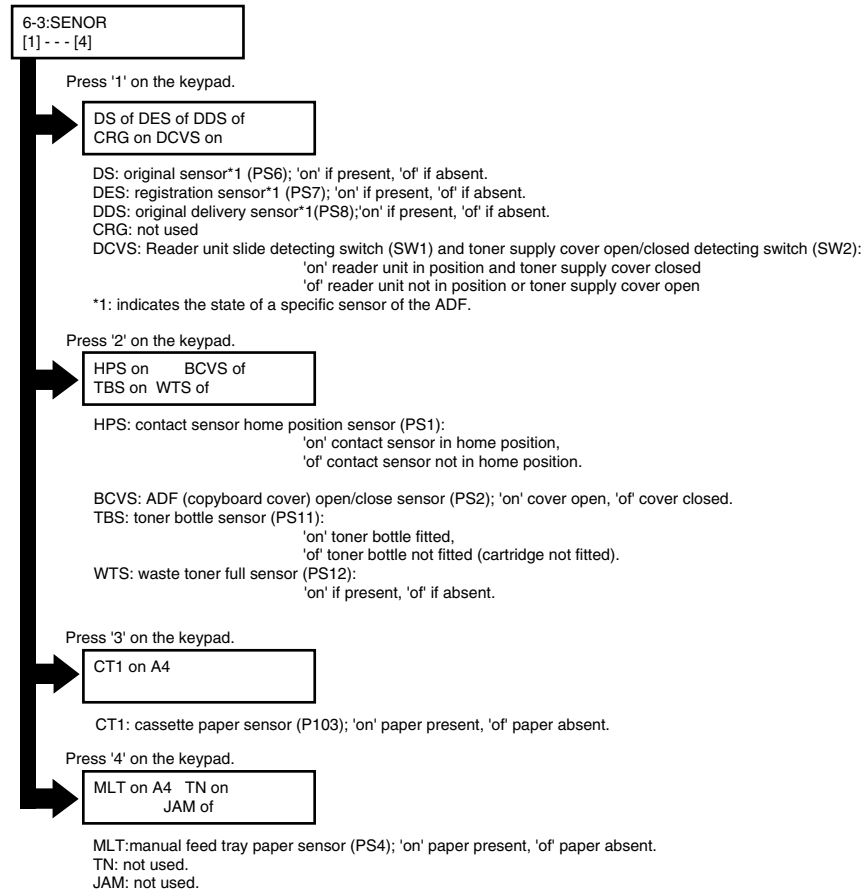 6-3:SENOR
[1] - - - [4]
Press '1' on the keypad.
DS of DES of DDS of
CRG on DCVS on
DS: original sensor*1 (PS6); 'on' if present, 'of' if absent.
DES: registration sensor*1 (PS7); 'on' if present, 'of' if absent.
DDS: original delivery sensor*1(PS8);'on' if present, 'of' if absent.
CRG: not used
DCVS: Reader unit slide detecting switch (SW1) and toner supply cover open/closed detecting switch (SW2):
'on' reader unit in position and toner supply cover closed
'of' reader unit not in position or toner supply cover open
*1: indicates the state of a specific sensor of the ADF.
Press '2' on the keypad.
HPS on BCVS of
TBS on WTS of
HPS: contact sensor home position sensor (PS1):
'on' contact sensor in home position,
'of' contact sensor not in home position.
BCVS: ADF (copyboard cover) open/close sensor (PS2); 'on' cover open, 'of' cover closed.
TBS: toner bottle sensor (PS11):
'on' toner bottle fitted,
'of' toner bottle not fitted (cartridge not fitted).
WTS: waste toner full sensor (PS12):
'on' if present, 'of' if absent.
Press '3' on the keypad.
CT1 on A4
CT1: cassette paper sensor (P103); 'on' paper present, 'of' paper absent.
Press '4' on the keypad.
MLT on A4 TN on
JAM of
MLT:manual feed tray paper sensor (PS4); 'on' paper present, 'of' paper absent.
TN: not used.
JAM: not used.